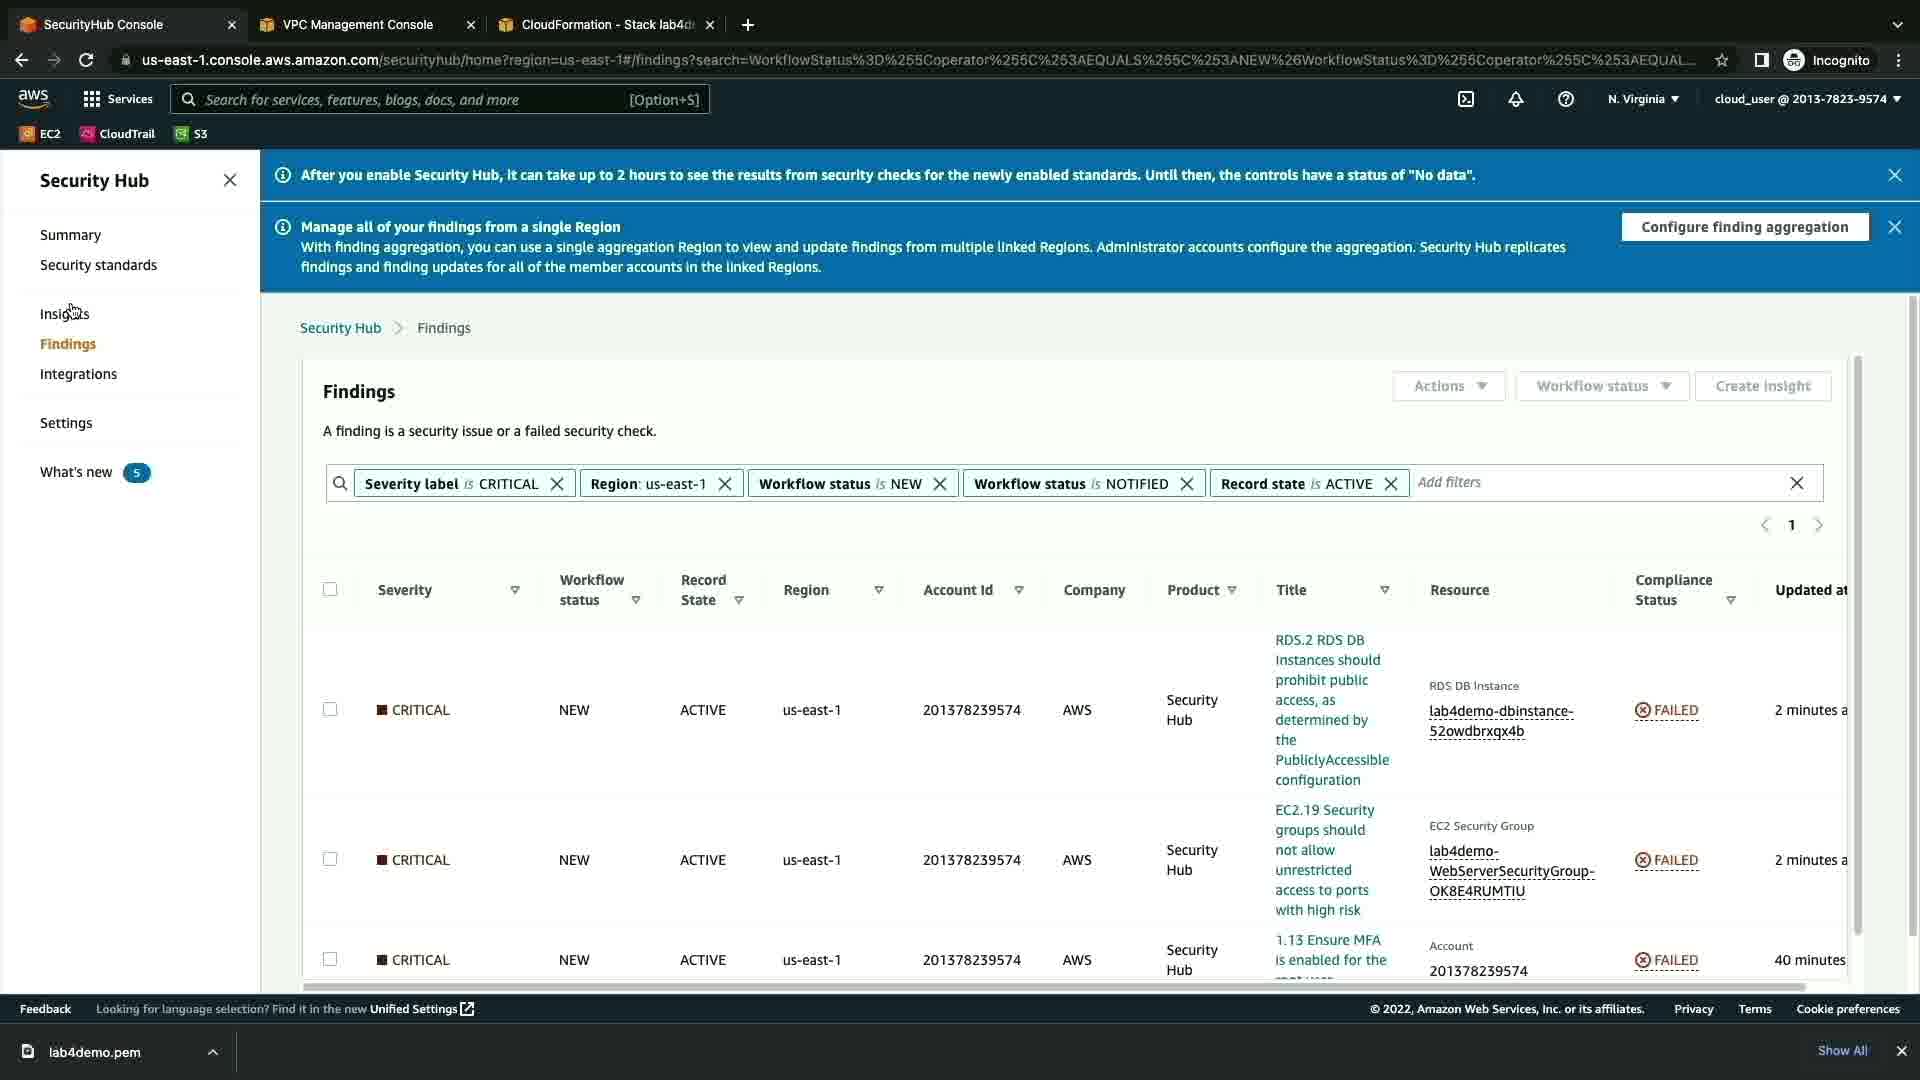 SecurityHub Console
VPC Management Console
CloudFormation - Stack lab4d
us-east-1.console.aws.amazon.com/securityhub/home?region=us-east-1#/findings?search=WorkflowStatus%3D%255Coperator%255C%253AEQUALS%255C%253ANEW%26WorkflowStatus%3D%255Coperator%255C%253AEQUAL...
Incognito
aws
Services
Search for services, features, blogs, docs, and more
[Option+S]
N. Virginia
cloud_user @ 2013-7823-9574
EC2
CloudTrail
S3
Security Hub
Summary
Security standards
Insights
Findings
Integrations
Settings
What's new 5
After you enable Security Hub, it can take up to 2 hours to see the results from security checks for the newly enabled standards. Until then, the controls have a status of "No data".
Manage all of your findings from a single Region
With finding aggregation, you can use a single aggregation Region to view and update findings from multiple linked Regions. Administrator accounts configure the aggregation. Security Hub replicates
findings and finding updates for all of the member accounts in the linked Regions.
Configure finding aggregation
Security Hub > Findings
Findings
Actions
Workflow status
Create insight
A finding is a security issue or a failed security check.
Severity label is CRITICAL
Region: us-east-1
Workflow status is NEW
Workflow status is NOTIFIED
Record state is ACTIVE
Add filters
1
Severity
Workflow
status
Record
State
Region
Account Id
Company
Product
Title
Resource
Compliance
Status
Updated at
CRITICAL
NEW
ACTIVE
us-east-1
201378239574
AWS
Security
Hub
RDS.2 RDS DB
Instances should
prohibit public
access, as
determined by
the
PubliclyAccessible
configuration
RDS DB Instance
lab4demo-dbinstance-
52owdbrxqx4b
FAILED
2 minutes a
CRITICAL
NEW
ACTIVE
us-east-1
201378239574
AWS
Security
Hub
EC2.19 Security
groups should
not allow
unrestricted
access to ports
with high risk
EC2 Security Group
lab4demo-
WebServerSecurityGroup-
OK8E4RUMTIU
FAILED
2 minutes a
CRITICAL
NEW
ACTIVE
us-east-1
201378239574
AWS
Security
Hub
1.13 Ensure MFA
is enabled for the
Account
201378239574
FAILED
40 minutes
Feedback
Looking for language selection? Find it in the new Unified Settings
© 2022, Amazon Web Services, Inc. or its affiliates.
Privacy
Terms
Cookie preferences
lab4demo.pem
Show All